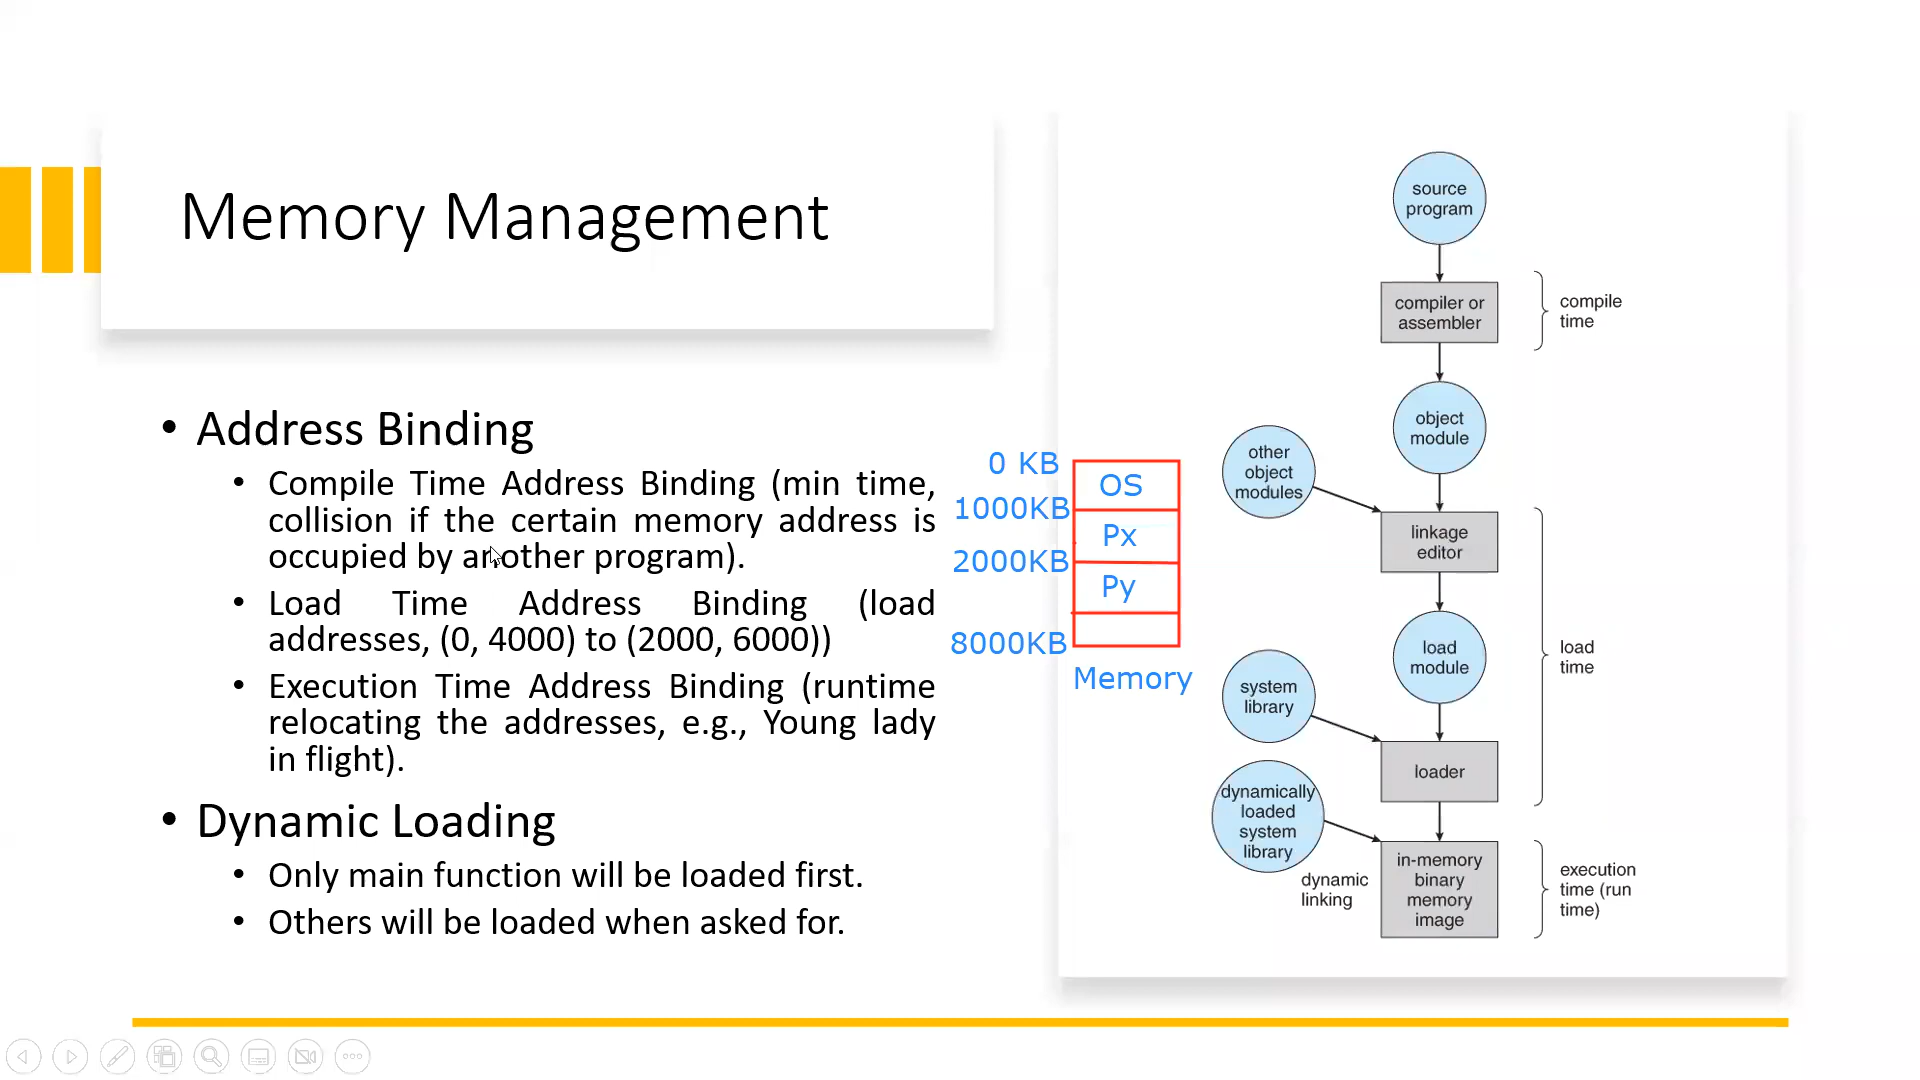 Memory Management
• Address Binding
• Compile Time Address Binding (min time,
collision if the certain memory address is
occupied by another program).
• Load Time Address Binding (load
addresses, (0, 4000) to (2000, 6000))
• Execution Time Address Binding (runtime
relocating the addresses, e.g., Young lady
in flight).
• Dynamic Loading
• Only main function will be loaded first.
• Others will be loaded when asked for.
0 KB
OS
1000KB
Px
2000KB
Py
8000KB
Memory
source
program
compiler or
assembler
compile
time
object
module
other
object
modules
linkage
editor
load
module
load
time
system
library
loader
dynamically
loaded
system
library
dynamic
linking
in-memory
binary
memory
image
execution
time (run
time)